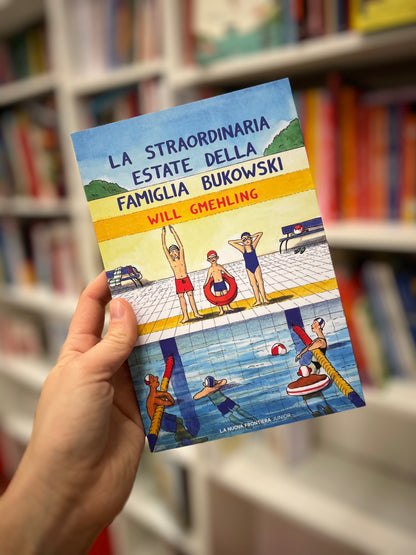 LA STRAORDINARIA
ESTATE DELLA
FAMIGLIA BUKOWSKI
WILL GMEHLING
LA NUOVA FRONTIERA JUNIOR